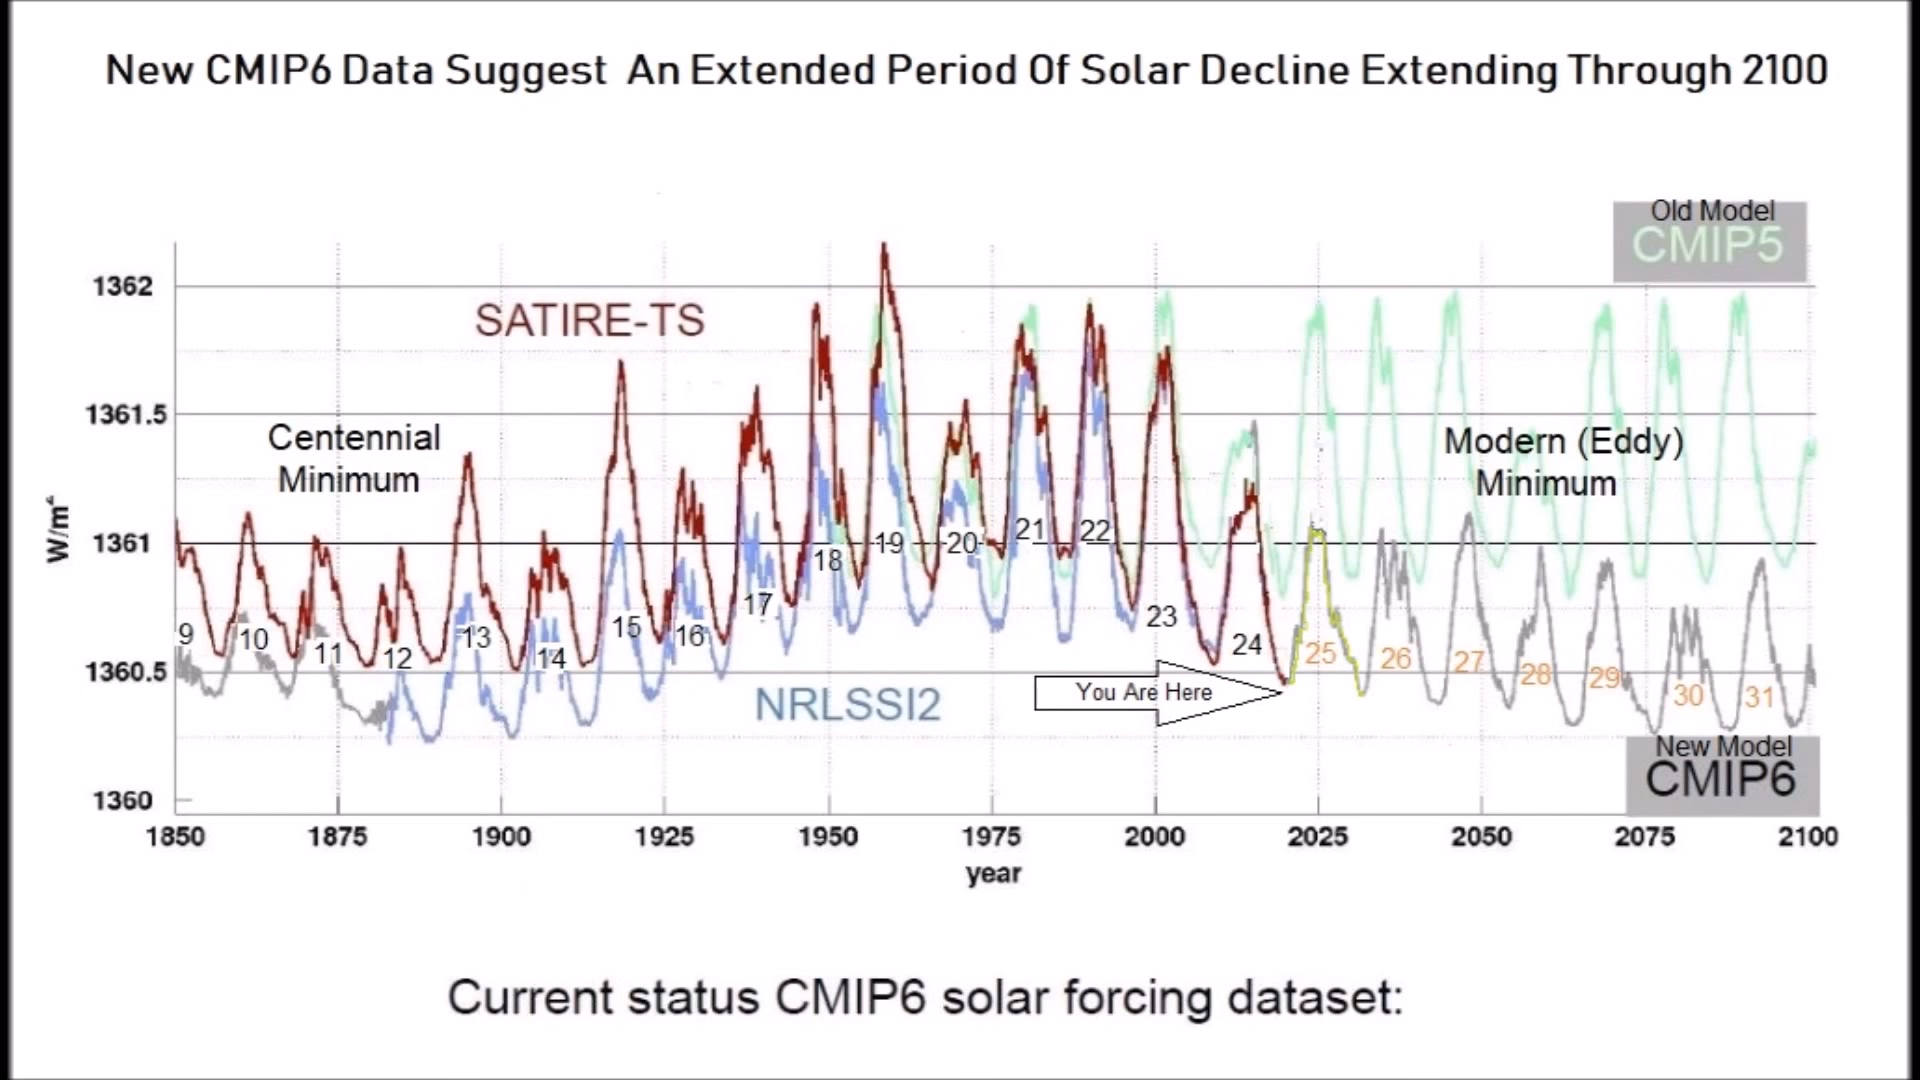 New CMIP6 Data Suggest An Extended Period Of Solar Decline Extending Through 2100
Old Model
CMIP5
1362
SATIRE-TS
1361.5
Centennial
Minimum
Modern (Eddy)
Minimum
W/m²
1361
9 10 11 12 13 14 15 16 17 18 19 20 21 22 23 24 25 26 27 28 29 30 31
1360.5
You Are Here
NRLSSI2
New Model
CMIP6
1360
1850 1875 1900 1925 1950 1975 2000 2025 2050 2075 2100
year
Current status CMIP6 solar forcing dataset: